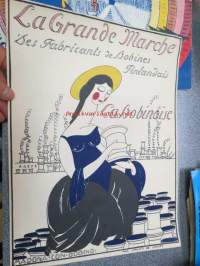 La Grande Marche
Des Fabricants de Bobines
Finlandais
La bobinoise